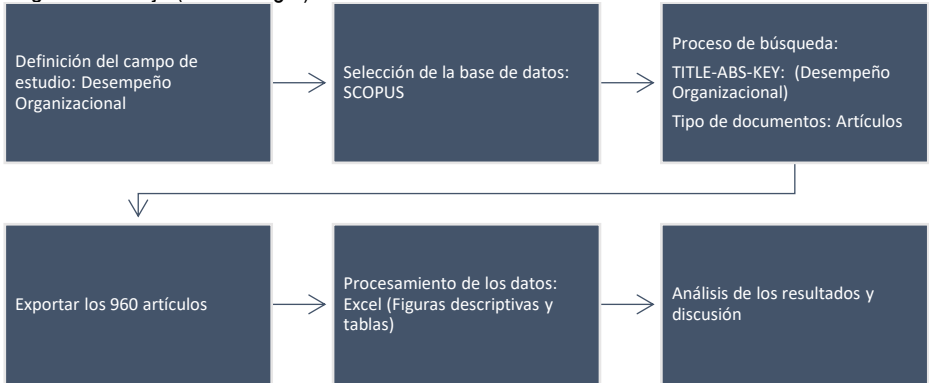 Definición del campo de
estudio: Desempeño
Organizacional
Selección de la base de datos:
SCOPUS
Proceso de búsqueda:
TITLE-ABS-KEY: (Desempeño
Organizacional)
Tipo de documentos: Artículos
Exportar los 960 artículos
Procesamiento de los datos:
Excel (Figuras descriptivas y
tablas)
Análisis de los resultados y
discusión